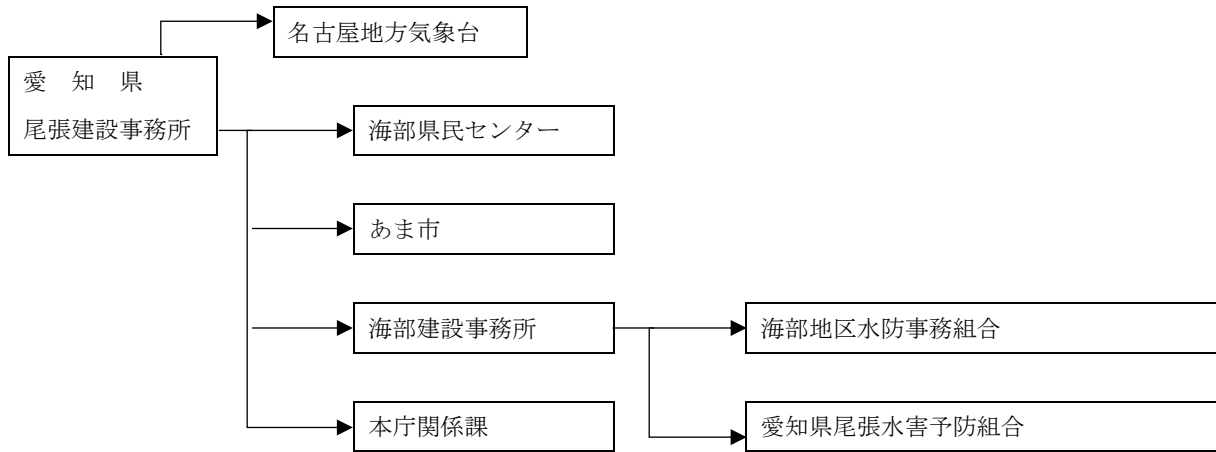 名古屋地方気象台
愛　知　県
尾張建設事務所
海部県民センター
あま市
海部建設事務所
海部地区水防事務組合
本庁関係課
愛知県尾張水害予防組合